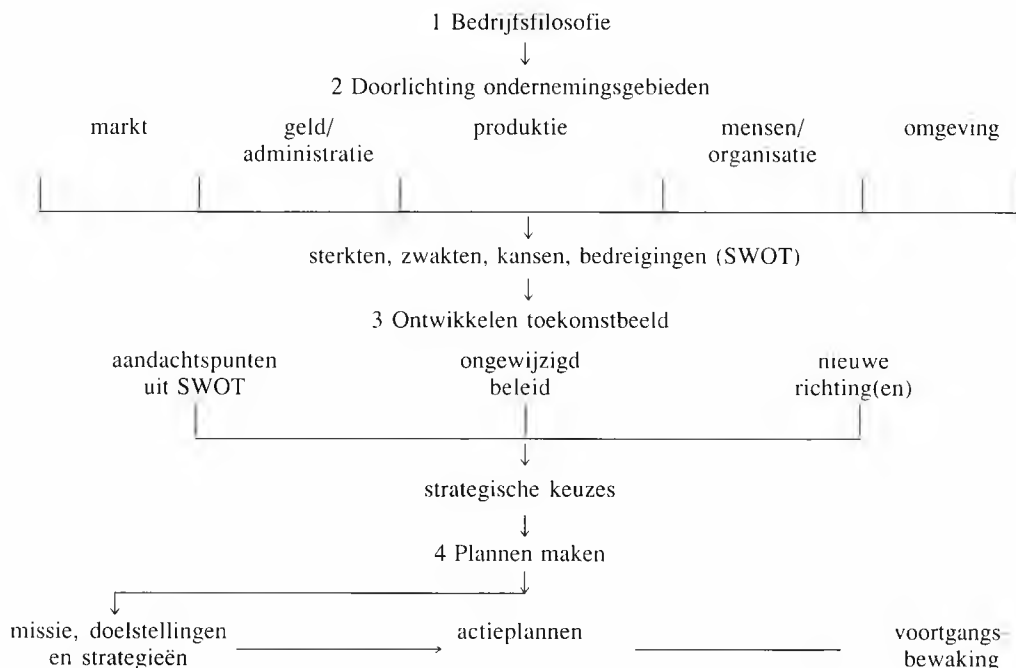 1 Bedrijfsfilosofie
2 Doorlichting ondernemingsgebieden
markt
geld/
administratie
produktie
mensen/
organisatie
omgeving
sterkten, zwakten, kansen, bedreigingen (SWOT)
3 Ontwikkelen toekomstbeeld
aandachtspunten
uit SWOT
ongewijzigd
beleid
nieuwe
richting(en)
strategische keuzes
4 Plannen maken
missie, doelstellingen
en strategieën
actieplannen
voortgangs-
bewaking